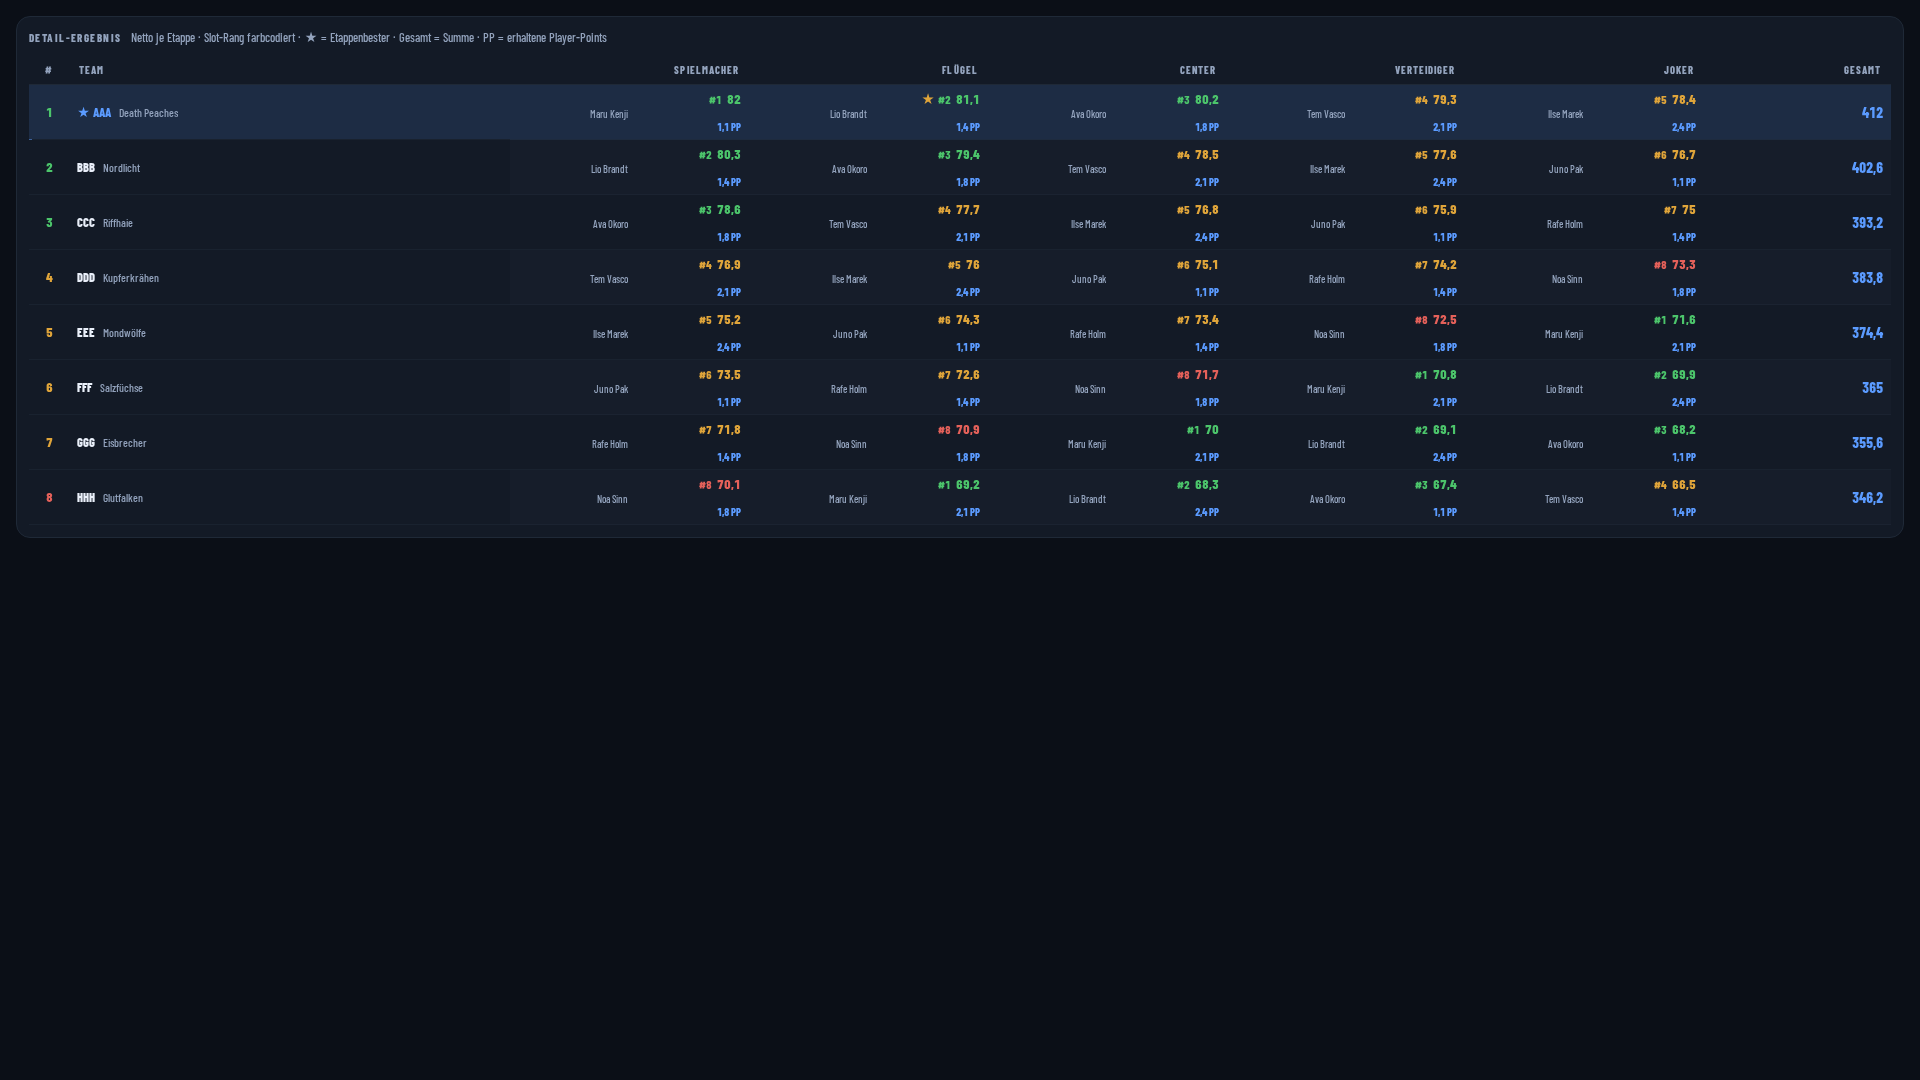 DETAIL-ERGEBNIS Netto je Etappe · Slot-Rang farbcodiert · ★ = Etappenbester · Gesamt = Summe · PP = erhaltene Player-Points
# TEAM SPIELMACHER FLÜGEL CENTER VERTEIDIGER JOKER GESAMT
1 ★ AAA Death Peaches Maru Kenji #1 82 1,1 PP Lio Brandt ★ #2 81,1 1,4 PP Ava Okoro #3 80,2 1,8 PP Tem Vasco #4 79,3 2,1 PP Ilse Marek #5 78,4 2,4 PP 412
2 BBB Nordlicht Lio Brandt #2 80,3 1,4 PP Ava Okoro #3 79,4 1,8 PP Tem Vasco #4 78,5 2,1 PP Ilse Marek #5 77,6 2,4 PP Juno Pak #6 76,7 1,1 PP 402,6
3 CCC Riffhaie Ava Okoro #3 78,6 1,8 PP Tem Vasco #4 77,7 2,1 PP Ilse Marek #5 76,8 2,4 PP Juno Pak #6 75,9 1,1 PP Rafe Holm #7 75 1,4 PP 393,2
4 DDD Kupferkrähen Tem Vasco #4 76,9 2,1 PP Ilse Marek #5 76 2,4 PP Juno Pak #6 75,1 1,1 PP Rafe Holm #7 74,2 1,4 PP Noa Sinn #8 73,3 1,8 PP 383,8
5 EEE Mondwölfe Ilse Marek #5 75,2 2,4 PP Juno Pak #6 74,3 1,1 PP Rafe Holm #7 73,4 1,4 PP Noa Sinn #8 72,5 1,8 PP Maru Kenji #1 71,6 2,1 PP 374,4
6 FFF Salzfüchse Juno Pak #6 73,5 1,1 PP Rafe Holm #7 72,6 1,4 PP Noa Sinn #8 71,7 1,8 PP Maru Kenji #1 70,8 2,1 PP Lio Brandt #2 69,9 2,4 PP 365
7 GGG Eisbrecher Rafe Holm #7 71,8 1,4 PP Noa Sinn #8 70,9 1,8 PP Maru Kenji #1 70 2,1 PP Lio Brandt #2 69,1 2,4 PP Ava Okoro #3 68,2 1,1 PP 355,6
8 HHH Glutfalken Noa Sinn #8 70,1 1,8 PP Maru Kenji #1 69,2 2,1 PP Lio Brandt #2 68,3 2,4 PP Ava Okoro #3 67,4 1,1 PP Tem Vasco #4 66,5 1,4 PP 346,2